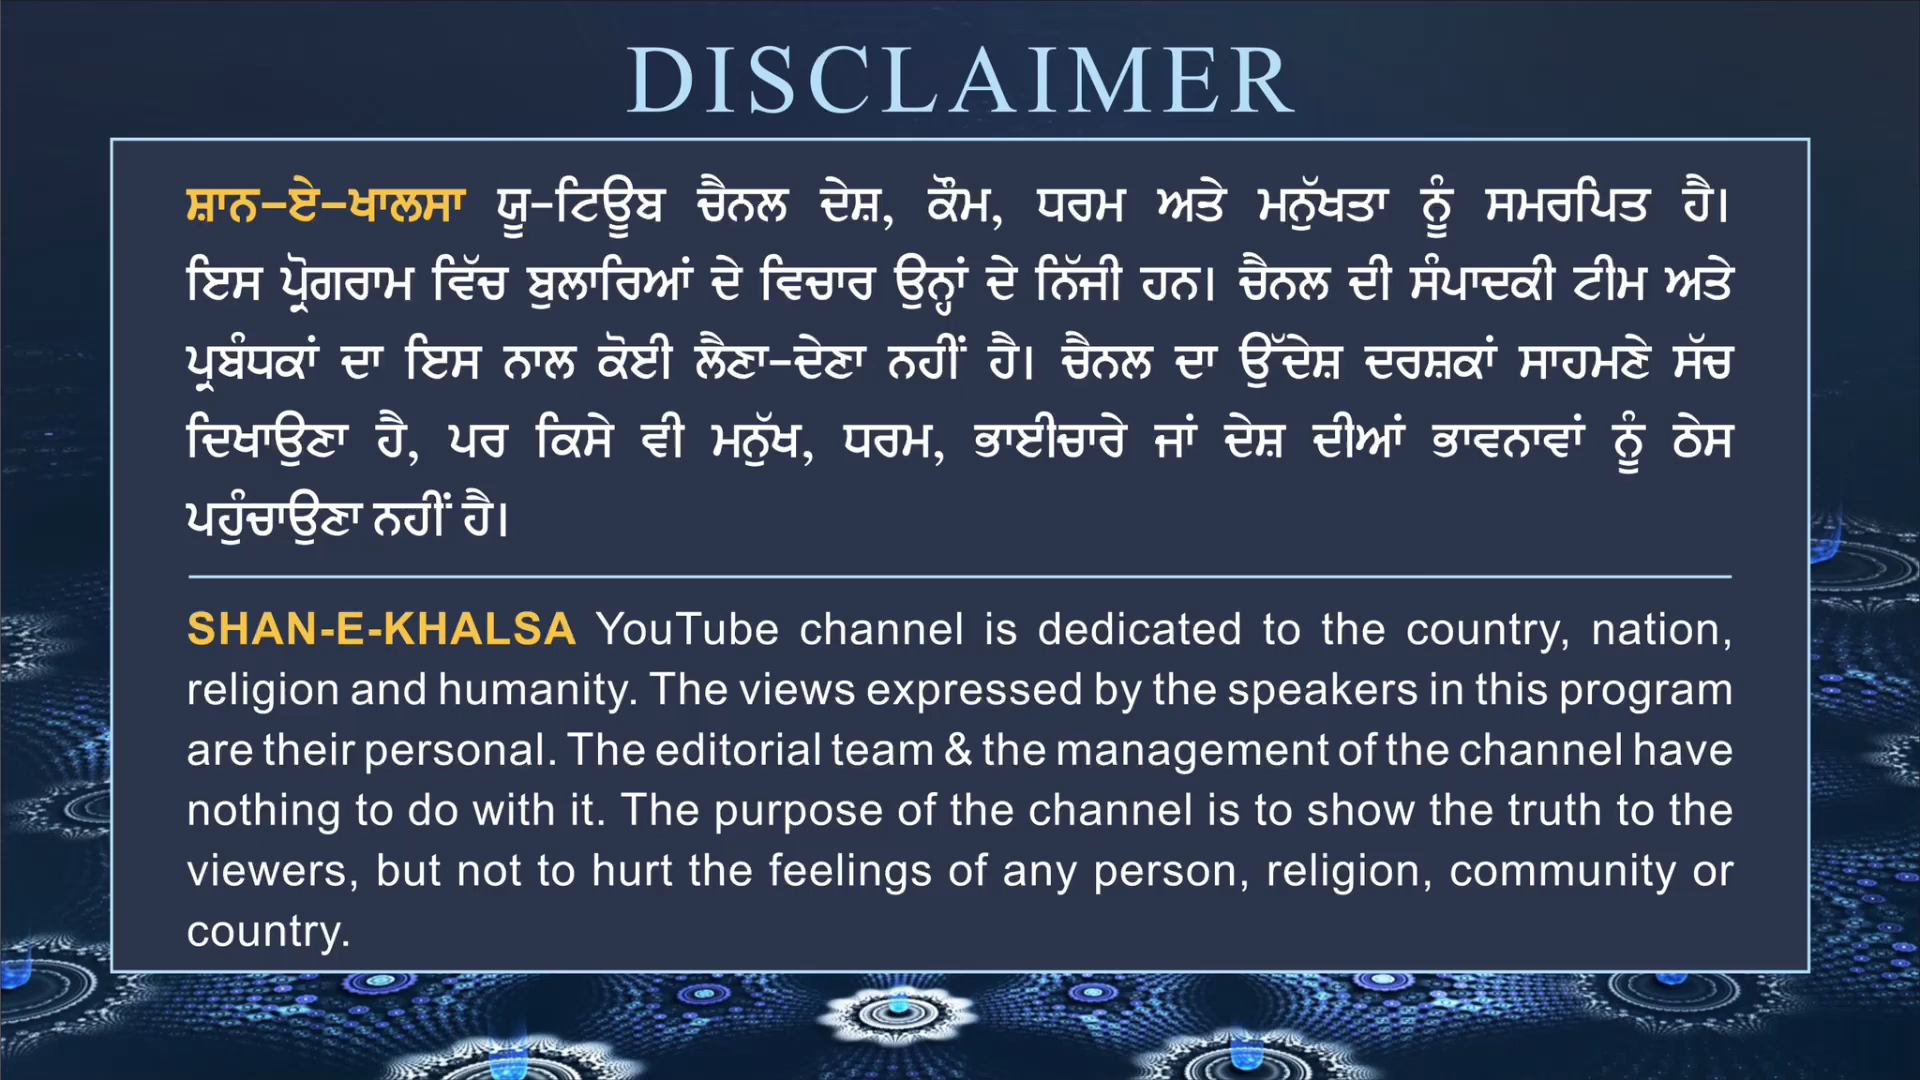 DISCLAIMER
ਸ਼ਾਨ-ਏ-ਖਾਲਸਾ ਯੂ-ਟਿਊਬ ਚੈਨਲ ਦੇਸ਼, ਕੌਮ, ਧਰਮ ਅਤੇ ਮਨੁੱਖਤਾ ਨੂੰ ਸਮਰਪਿਤ ਹੈ।
ਇਸ ਪ੍ਰੋਗਰਾਮ ਵਿੱਚ ਬੁਲਾਰਿਆਂ ਦੇ ਵਿਚਾਰ ਉਨ੍ਹਾਂ ਦੇ ਨਿੱਜੀ ਹਨ। ਚੈਨਲ ਦੀ ਸੰਪਾਦਕੀ ਟੀਮ ਅਤੇ
ਪ੍ਰਬੰਧਕਾਂ ਦਾ ਇਸ ਨਾਲ ਕੋਈ ਲੈਣਾ-ਦੇਣਾ ਨਹੀਂ ਹੈ। ਚੈਨਲ ਦਾ ਉੱਦੇਸ਼ ਦਰਸ਼ਕਾਂ ਸਾਹਮਣੇ ਸੱਚ
ਦਿਖਾਉਣਾ ਹੈ, ਪਰ ਕਿਸੇ ਵੀ ਮਨੁੱਖ, ਧਰਮ, ਭਾਈਚਾਰੇ ਜਾਂ ਦੇਸ਼ ਦੀਆਂ ਭਾਵਨਾਵਾਂ ਨੂੰ ਠੇਸ
ਪਹੁੰਚਾਉਣਾ ਨਹੀਂ ਹੈ।
SHAN-E-KHALSA YouTube channel is dedicated to the country, nation,
religion and humanity. The views expressed by the speakers in this program
are their personal. The editorial team & the management of the channel have
nothing to do with it. The purpose of the channel is to show the truth to the
viewers, but not to hurt the feelings of any person, religion, community or
country.